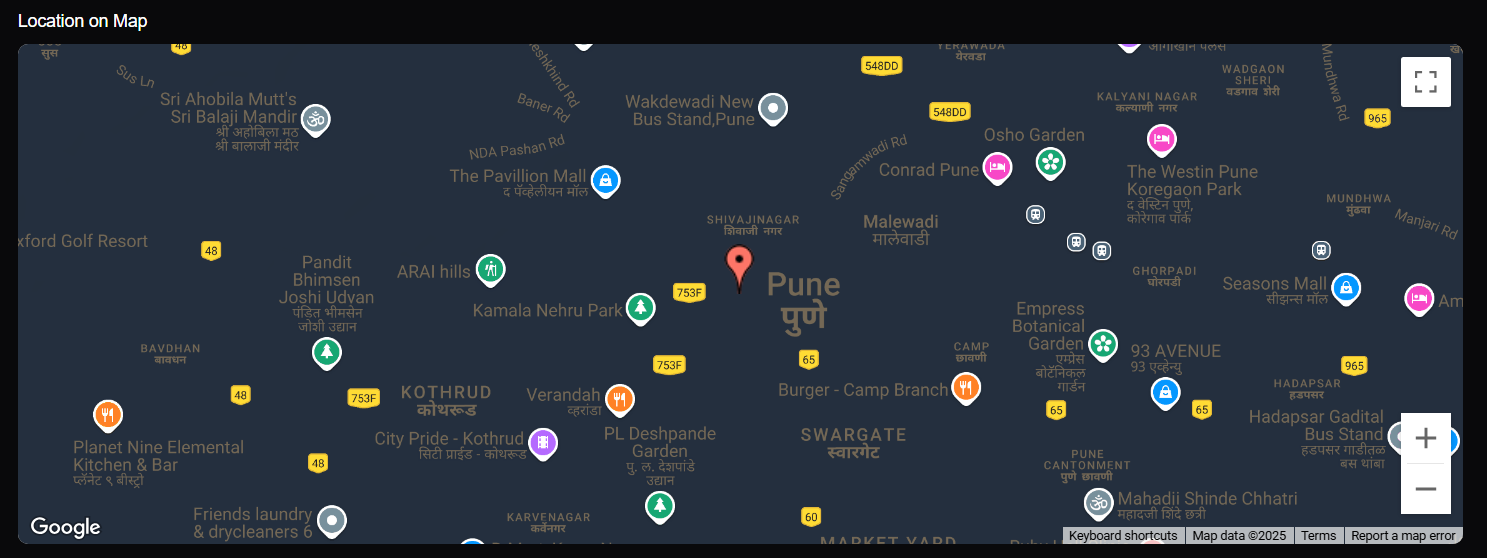 Location on Map
सुस
48
Sus Ln
Sri Ahobila Mutt's
Sri Balaji Mandir
श्री अहोबिला मठ
श्री बालाजी मंदीर
Baner Rd
NDA Pashan Rd
The Pavillion Mall
द पॅव्हेलीयन मॉल
Wakdewadi New
Bus Stand,Pune
YERAWADA
येरवडा
548DD
548DD
Sangamwadi Rd
Conrad Pune
Osho Garden
KALYANI NAGAR
कल्याणी नगर
WADGAON
SHERI
वडगाव शेरी
Mundhwa Rd
965
The Westin Pune
Koregaon Park
द वेस्टिन पुणे,
कोरेगाव पार्क
MUNDHWA
मुंढवा
Manjari Rd
SHIVAJINAGAR
शिवाजी नगर
Malewadi
मालेवाडी
xford Golf Resort
48
Pandit
Bhimsen
Joshi Udyan
पंडित भीमसेन
जोशी उद्यान
ARAI hills
Kamala Nehru Park
753F
Pune
पुणे
GHORPADI
घोरपडी
Seasons Mall
सीझन्स मॉल
Am
Empress
Botanical
Garden
एम्प्रेस
बोटॅनिकल
गार्डन
BAVDHAN
बावधन
753F
65
CAMP
छावणी
93 AVENUE
93 एव्हेन्यु
965
48
753F
KOTHRUD
कोथरूड
Verandah
व्हरांडा
Burger - Camp Branch
65
65
HADAPSAR
हडपसर
Hadapsar Gadital
Bus Stand
हडपसर गाडीतळ
बस थांबा
Planet Nine Elemental
Kitchen & Bar
प्लॅनेट ९ बीस्ट्रो
City Pride - Kothrud
सिटी प्राईड - कोथरूड
PL Deshpande
Garden
पु. ल. देशपांडे
उद्यान
SWARGATE
स्वारगेट
48
PUNE
CANTONMENT
पुणे छावणी
Mahadji Shinde Chhatri
महादजी शिंदे छत्री
Friends laundry
& drycleaners 6
KARVENAGAR
कर्वेनगर
60
MARKET YARD
Google
Keyboard shortcuts
Map data ©2025
Terms
Report a map error